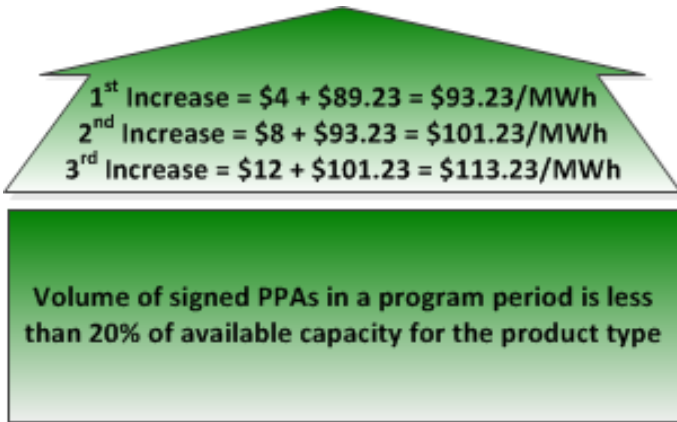 1st Increase = $4 + $89.23 = $93.23/MWh
2nd Increase = $8 + $93.23 = $101.23/MWh
3rd Increase = $12 + $101.23 = $113.23/MWh
Volume of signed PPAs in a program period is less
than 20% of available capacity for the product type